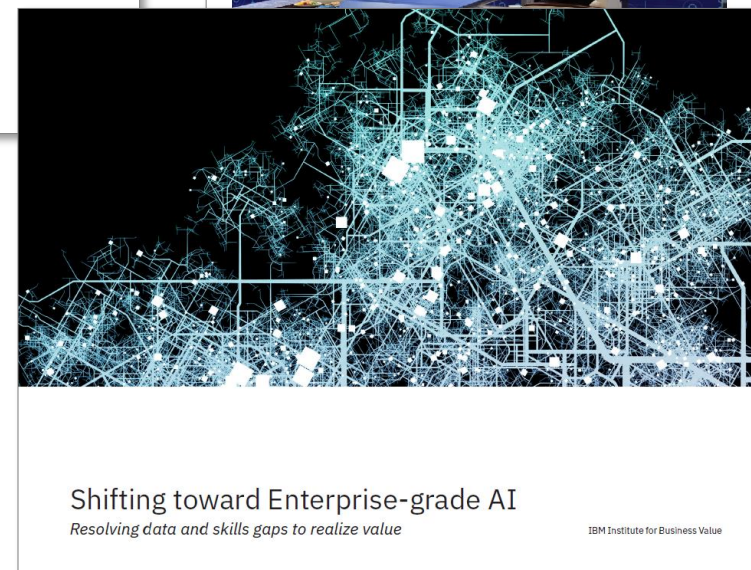 Shifting toward Enterprise-grade AI
Resolving data and skills gaps to realize value
IBM Institute for Business Value